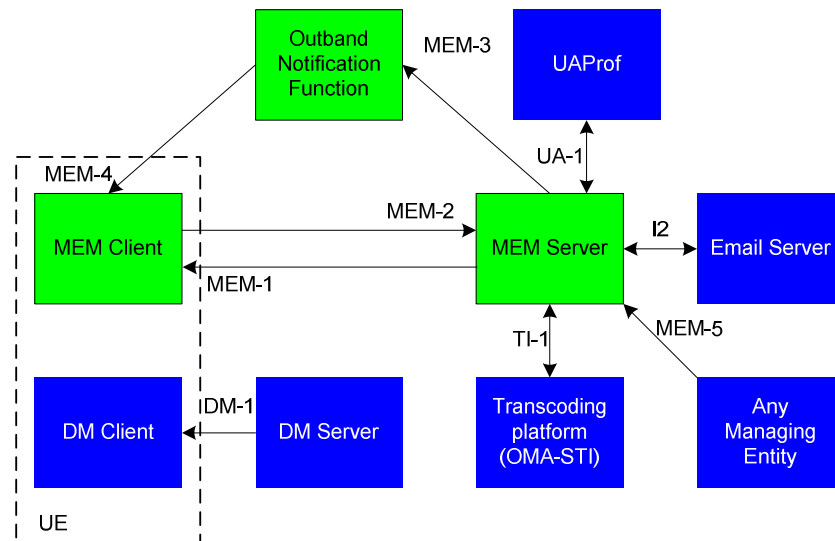 Outband
Notification
Function
MEM-3
UAProf
UA-1
MEM-4
MEM Client
MEM-2
MEM-1
MEM Server
I2
Email Server
TI-1
MEM-5
DM Client
DM-1
DM Server
Transcoding
platform
(OMA-STI)
Any
Managing
Entity
UE